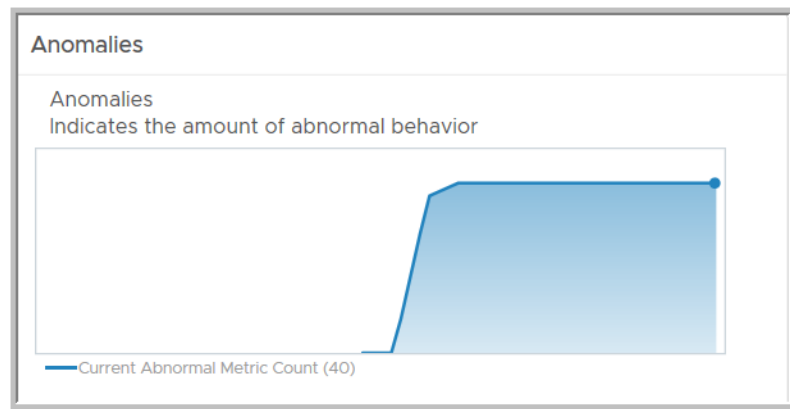 Anomalies
Anomalies
Indicates the amount of abnormal behavior
Current Abnormal Metric Count (40)